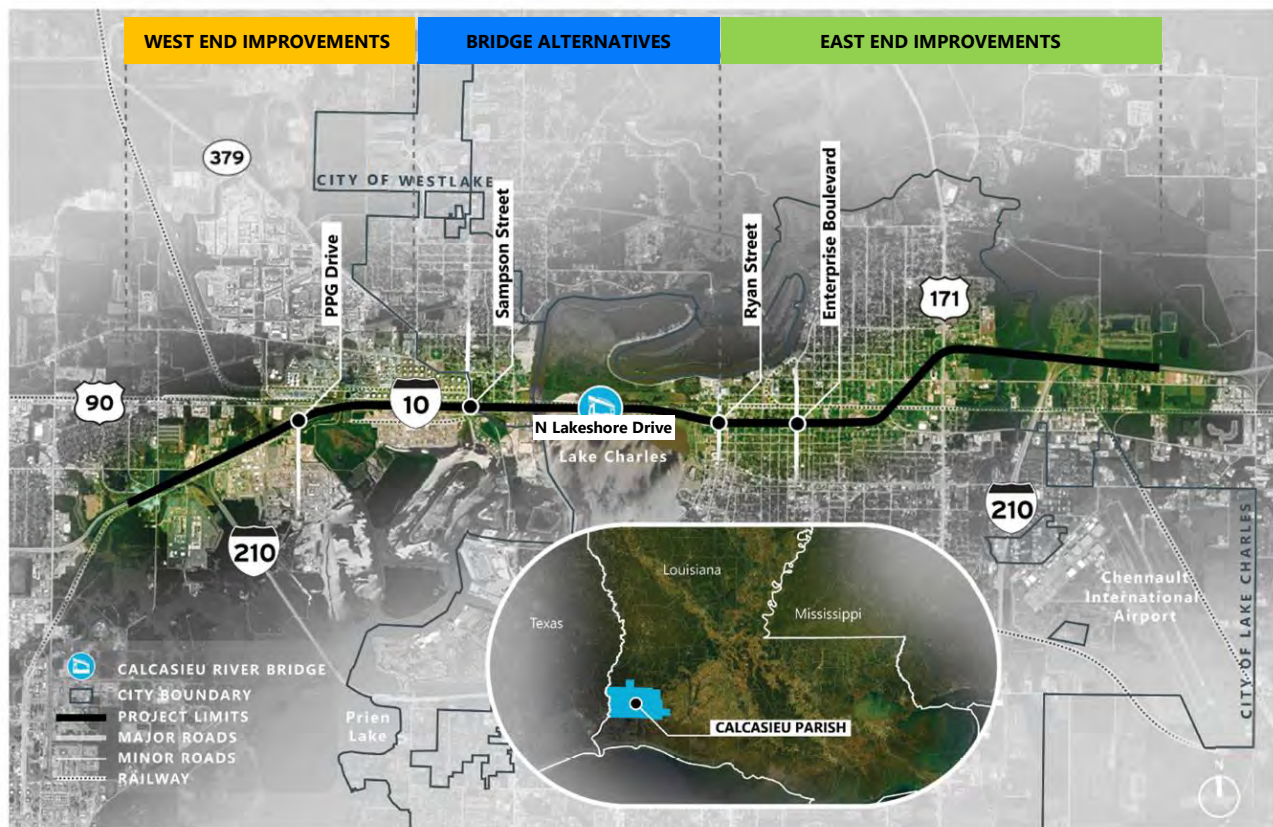 WEST END IMPROVEMENTS
BRIDGE ALTERNATIVES
EAST END IMPROVEMENTS
379
CITY OF WESTLAKE
PPG Drive
Sampson Street
Ryan Street
Enterprise Boulevard
171
90
10
N Lakeshore Drive
Lake Charles
210
210
Chennault
International
Airport
CITY OF LAKE CHARLES
Louisiana
Mississippi
Texas
CALCASIEU PARISH
CALCASIEU RIVER BRIDGE
CITY BOUNDARY
PROJECT LIMITS
MAJOR ROADS
MINOR ROADS
RAILWAY
Prien
Lake
N